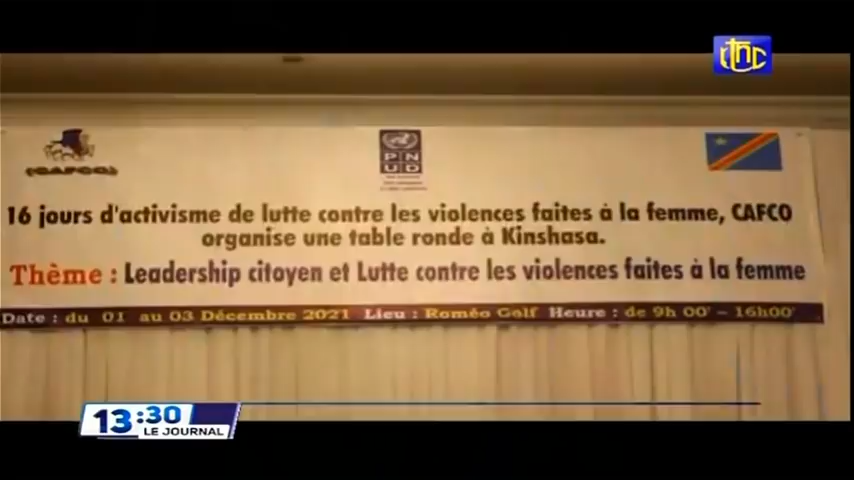 rtnc
CAFCO
PNUD
16 jours d'activisme de lutte contre les violences faites à la femme, CAFCO
organise une table ronde à Kinshasa.
Thème : Leadership citoyen et Lutte contre les violences faites à la femme
Date : du 01 au 03 Décembre 2021 Lieu : Roméo Golf Heure : de 9h 00' - 16h00'
13:30
LE JOURNAL